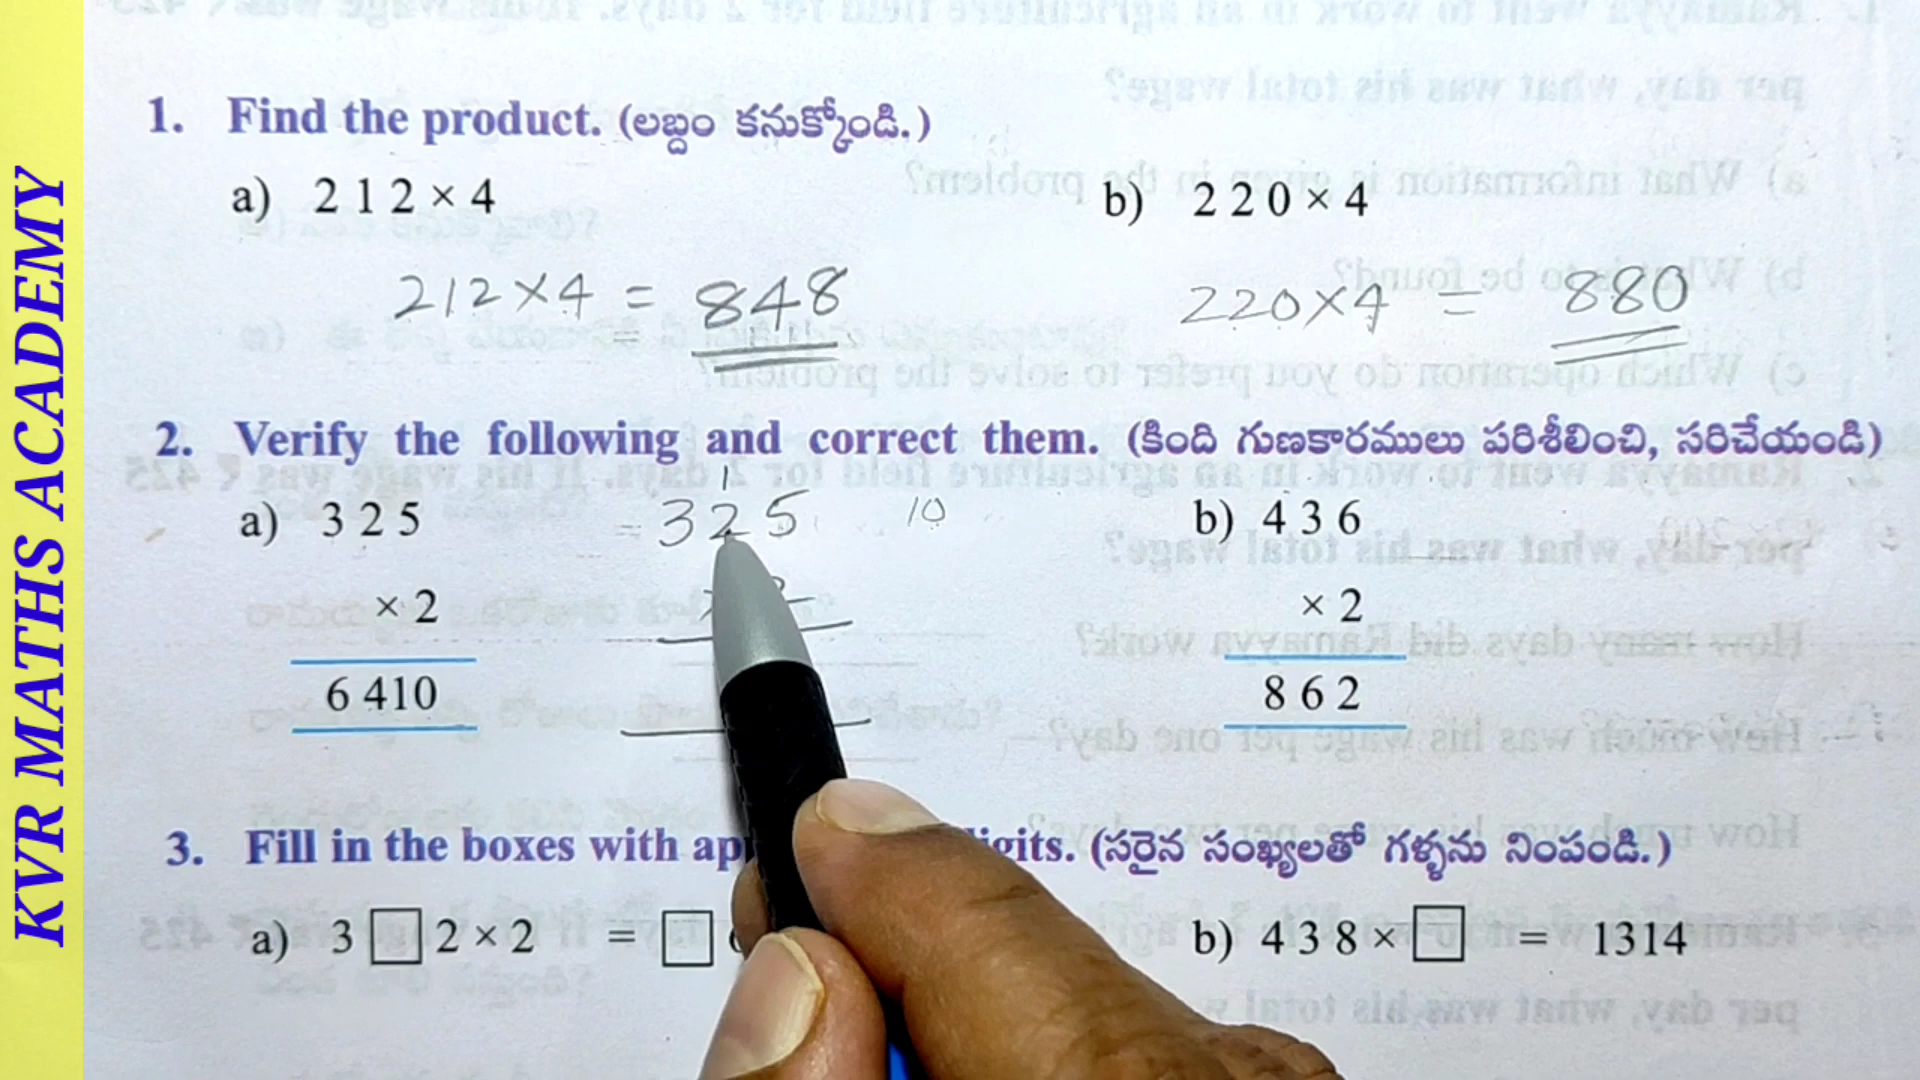 KVR MATHS ACADEMY
1. Find the product. (లబ్దం కనుక్కోండి.)
a) 2 1 2 × 4 b) 2 2 0 × 4
212 × 4 = 848 220 × 4 = 880
2. Verify the following and correct them. (కింది గుణకారములు పరిశీలించి, సరిచేయండి)
1
a) 3 2 5 = 325 10 b) 4 3 6
× 2 × 2
6 410 8 6 2
3. Fill in the boxes with ap igits. (సరైన సంఖ్యలతో గళ్ళను నింపండి.)
a) 3 □ 2 × 2 = □ b) 4 3 8 × □ = 1314